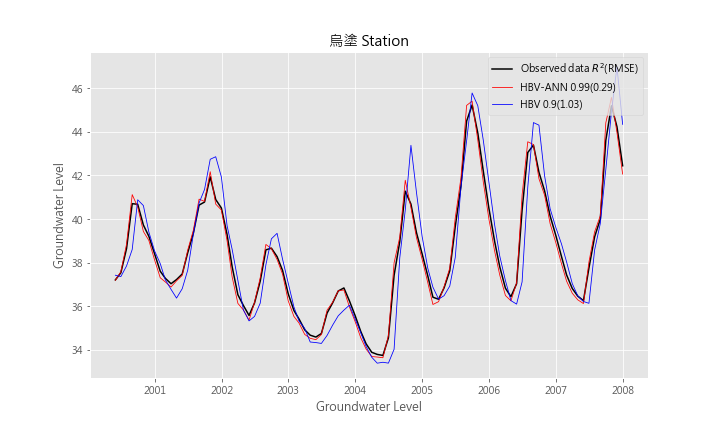 烏塗 Station
Observed data R²(RMSE)
HBV-ANN 0.99(0.29)
HBV 0.9(1.03)
Groundwater Level
46
44
42
40
38
36
34
2001
2002
2003
2004
2005
2006
2007
2008
Groundwater Level